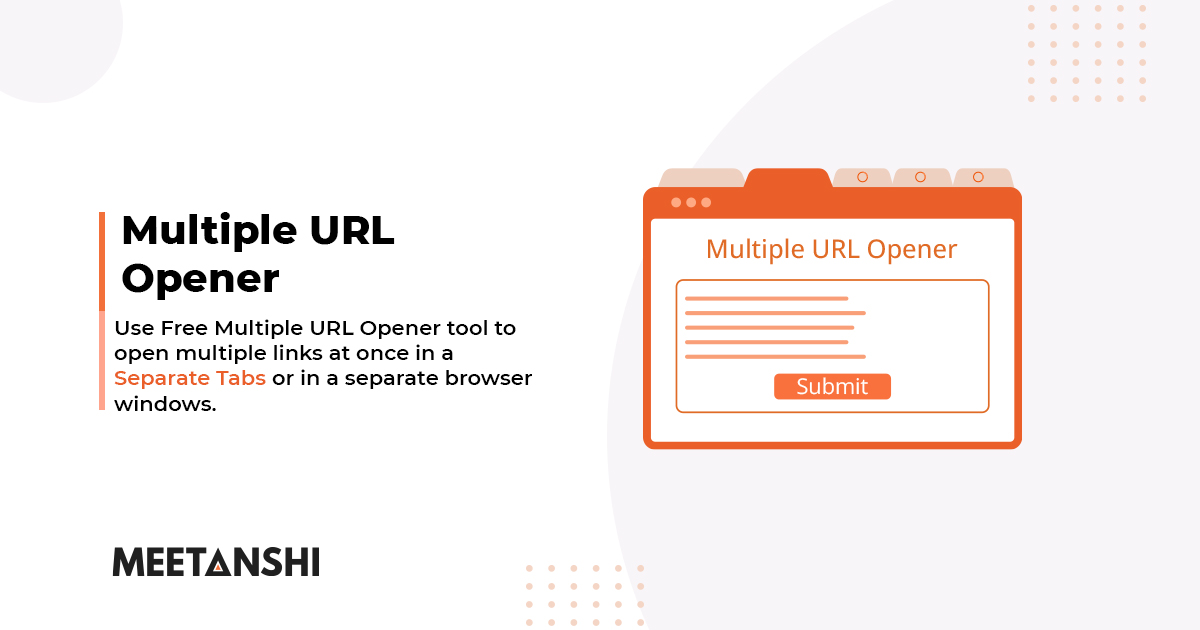 Multiple URL
Opener
Use Free Multiple URL Opener tool to
open multiple links at once in a
Separate Tabs or in a separate browser
windows.
MEETANSHI
Multiple URL Opener
Submit